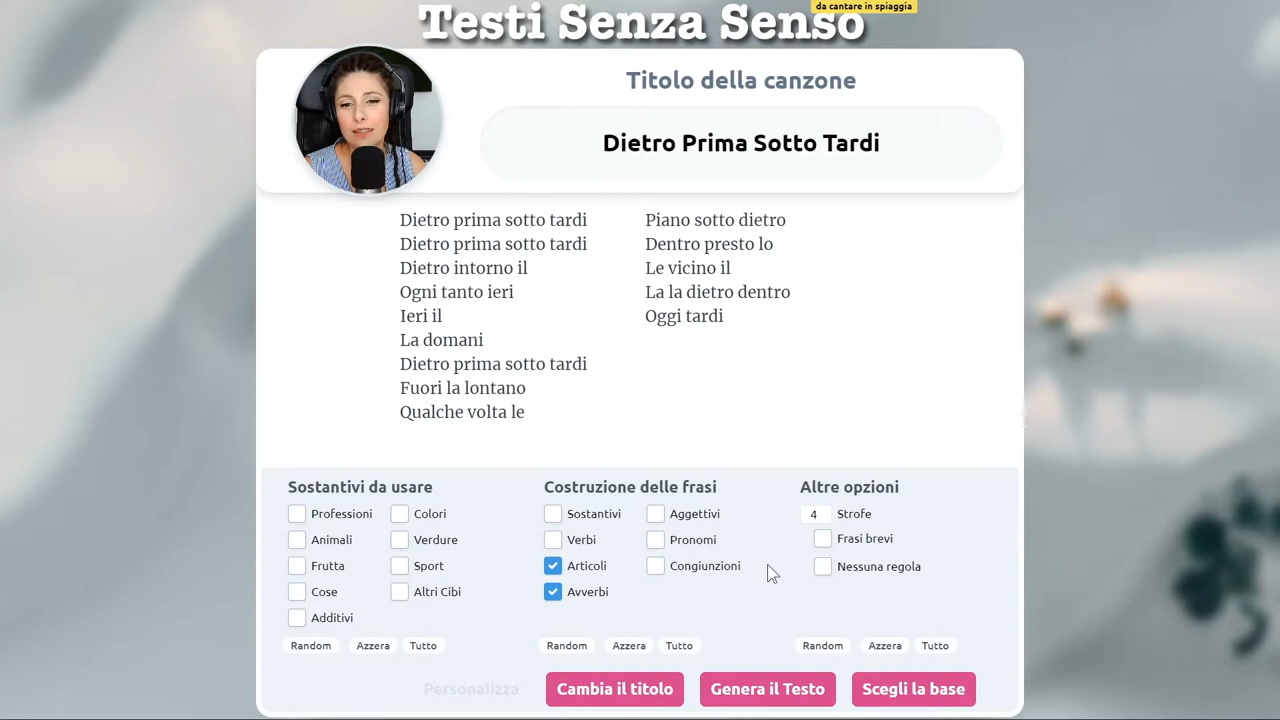 da cantare in spiaggia
Testi Senza Senso
Titolo della canzone
Dietro Prima Sotto Tardi
Dietro prima sotto tardi
Dietro prima sotto tardi
Dietro intorno il
Ogni tanto ieri
Ieri il
La domani
Dietro prima sotto tardi
Fuori la lontano
Qualche volta le
Piano sotto dietro
Dentro presto lo
Le vicino il
La la dietro dentro
Oggi tardi
Sostantivi da usare
Professioni
Colori
Animali
Verdure
Frutta
Sport
Cose
Altri Cibi
Additivi
Random Azzera Tutto
Costruzione delle frasi
Sostantivi
Aggettivi
Verbi
Pronomi
Articoli
Congiunzioni
Avverbi
Random Azzera Tutto
Altre opzioni
4 Strofe
Frasi brevi
Nessuna regola
Random Azzera Tutto
Personalizza
Cambia il titolo
Genera il Testo
Scegli la base